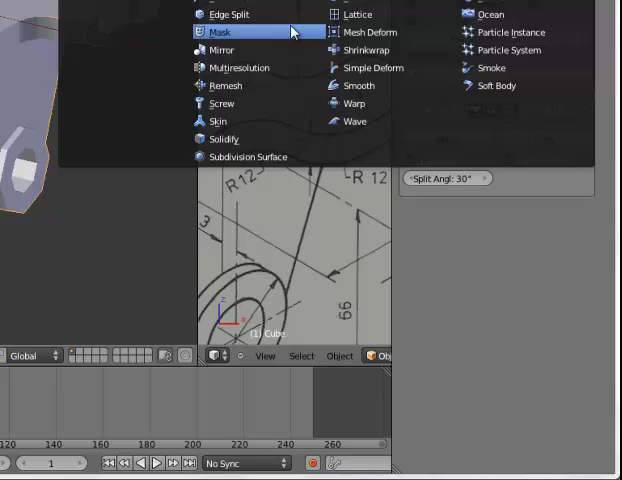 Edge Split
Lattice
Ocean
Mask
Mesh Deform
Particle Instance
Mirror
Shrinkwrap
Particle System
Multiresolution
Simple Deform
Smoke
Remesh
Smooth
Soft Body
Screw
Warp
Skin
Wave
Solidify
Subdivision Surface
Split Angl: 30°
R12
R 12
3
66
z
x
(1) Cube
Global
View
Select
Object
Obj
120
140
160
180
200
220
240
260
1
No Sync